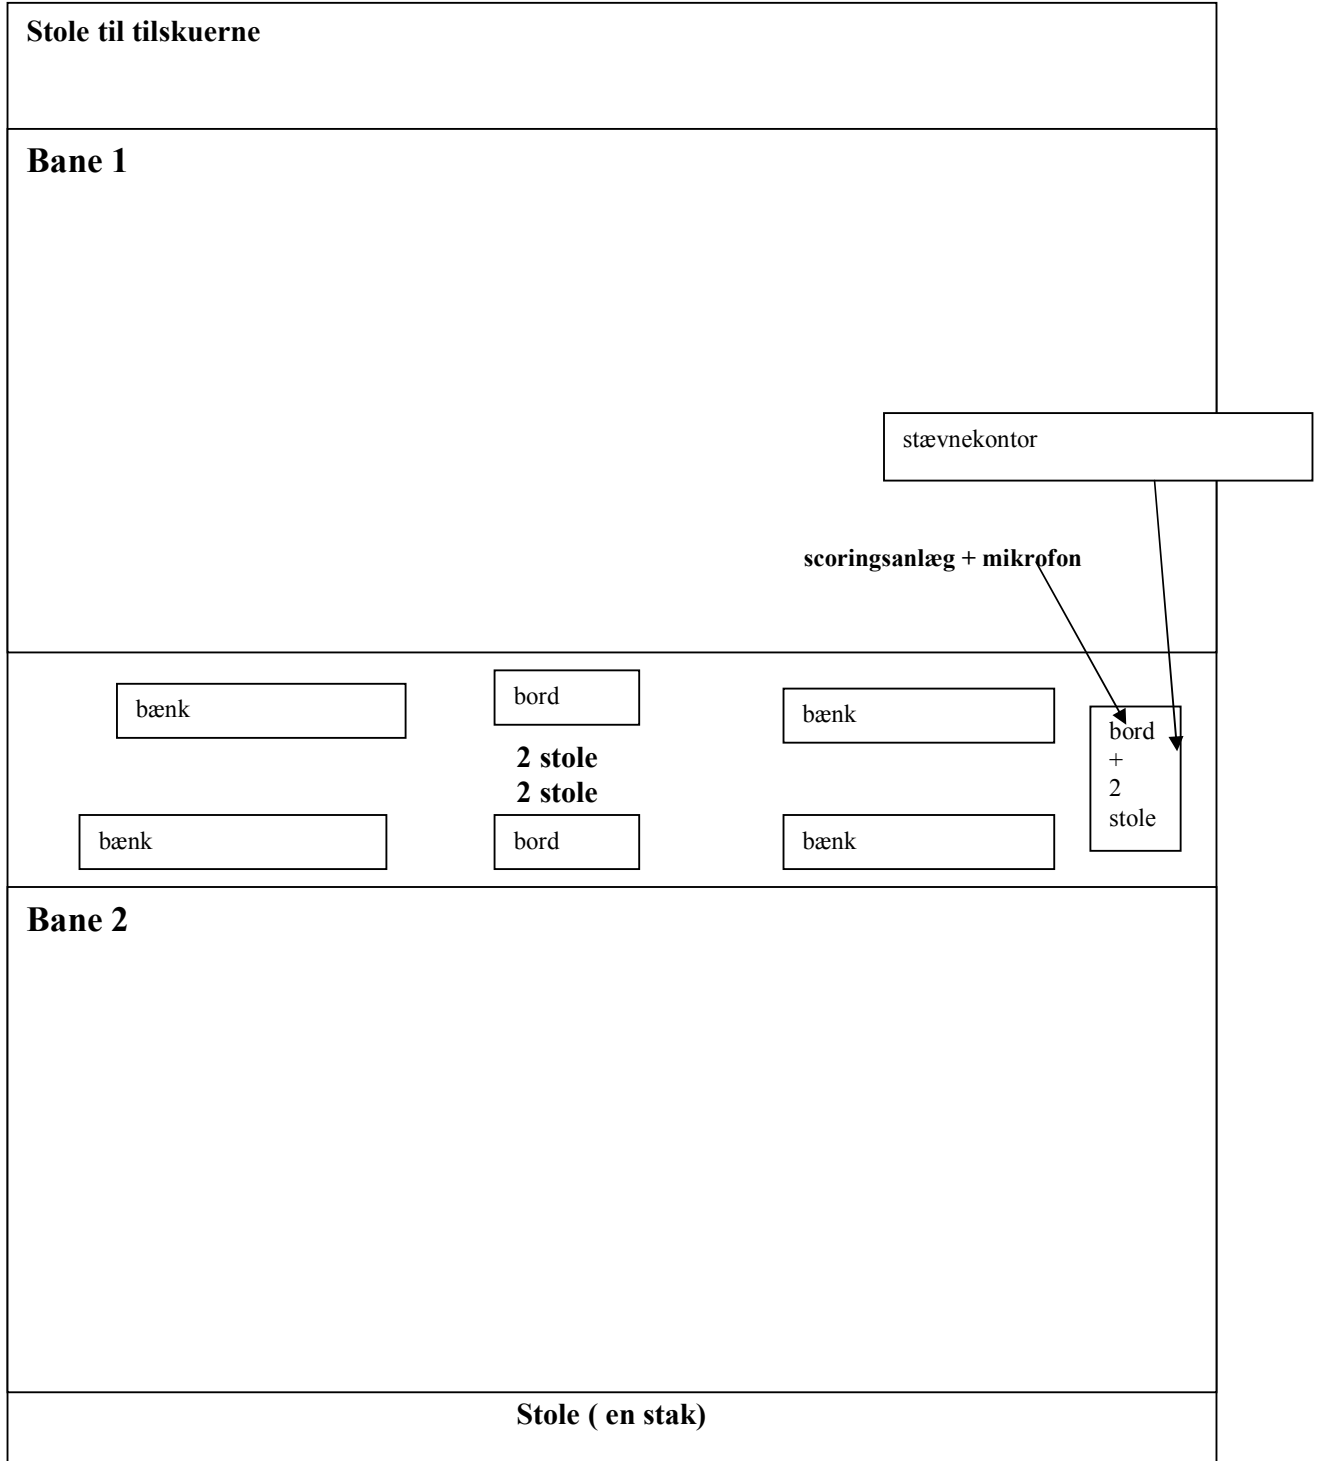 Stole til tilskuerne
Bane 1
stævnekontor
scoringsanlæg + mikrofon
bænk
bord
bænk
bord
+
2
stole
2 stole
2 stole
bænk
bord
bænk
Bane 2
Stole ( en stak)